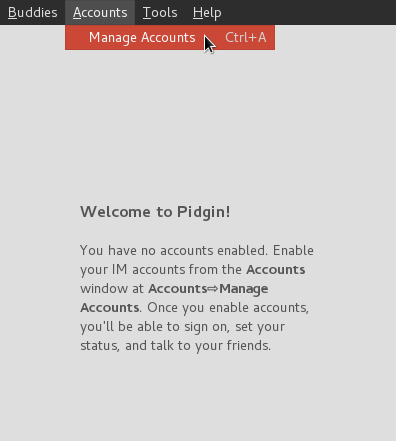 Buddies Accounts Tools Help
Manage Accounts Ctrl+A
Welcome to Pidgin!
You have no accounts enabled. Enable
your IM accounts from the Accounts
window at Accounts⇨Manage
Accounts. Once you enable accounts,
you'll be able to sign on, set your
status, and talk to your friends.